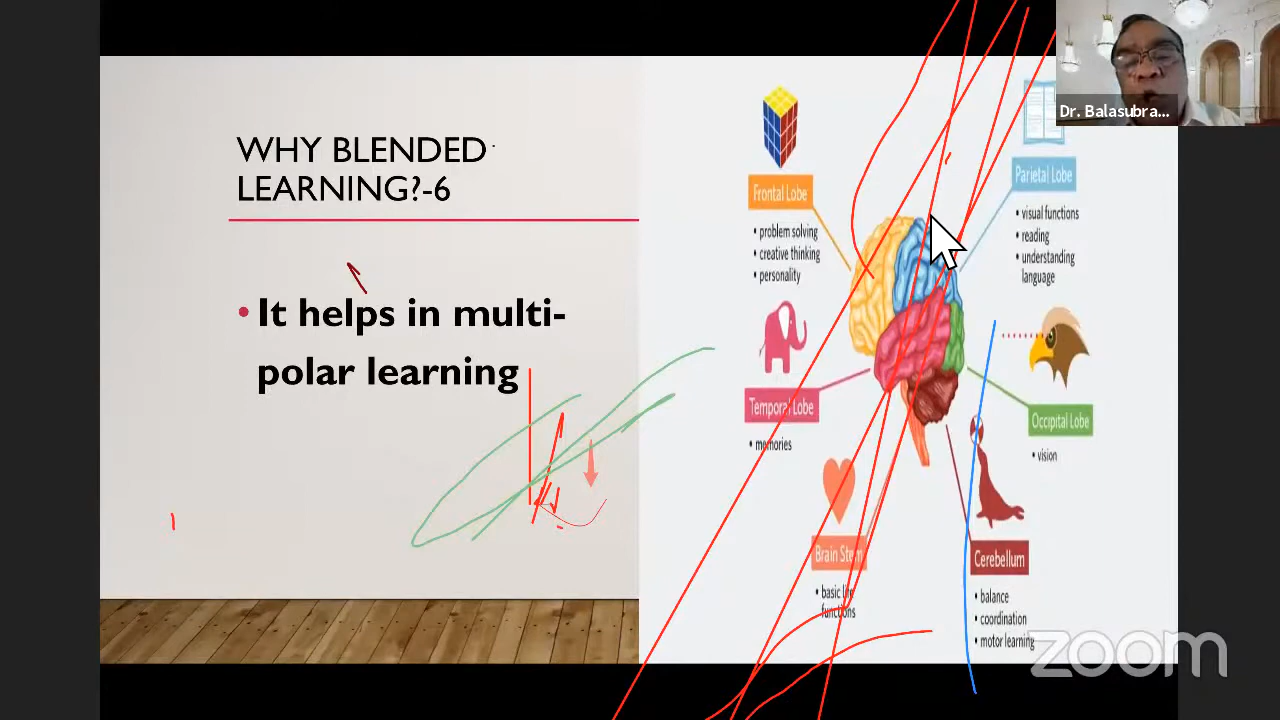 WHY BLENDED
LEARNING?-6
• It helps in multi-
polar learning
Frontal Lobe
• problem solving
• creative thinking
• personality
Parietal Lobe
• visual functions
• reading
• understanding
language
Temporal Lobe
• memories
Occipital Lobe
• vision
Brain Stem
• basic life
functions
Cerebellum
• balance
• coordination
• motor learning
Dr. Balasubra...
zoom